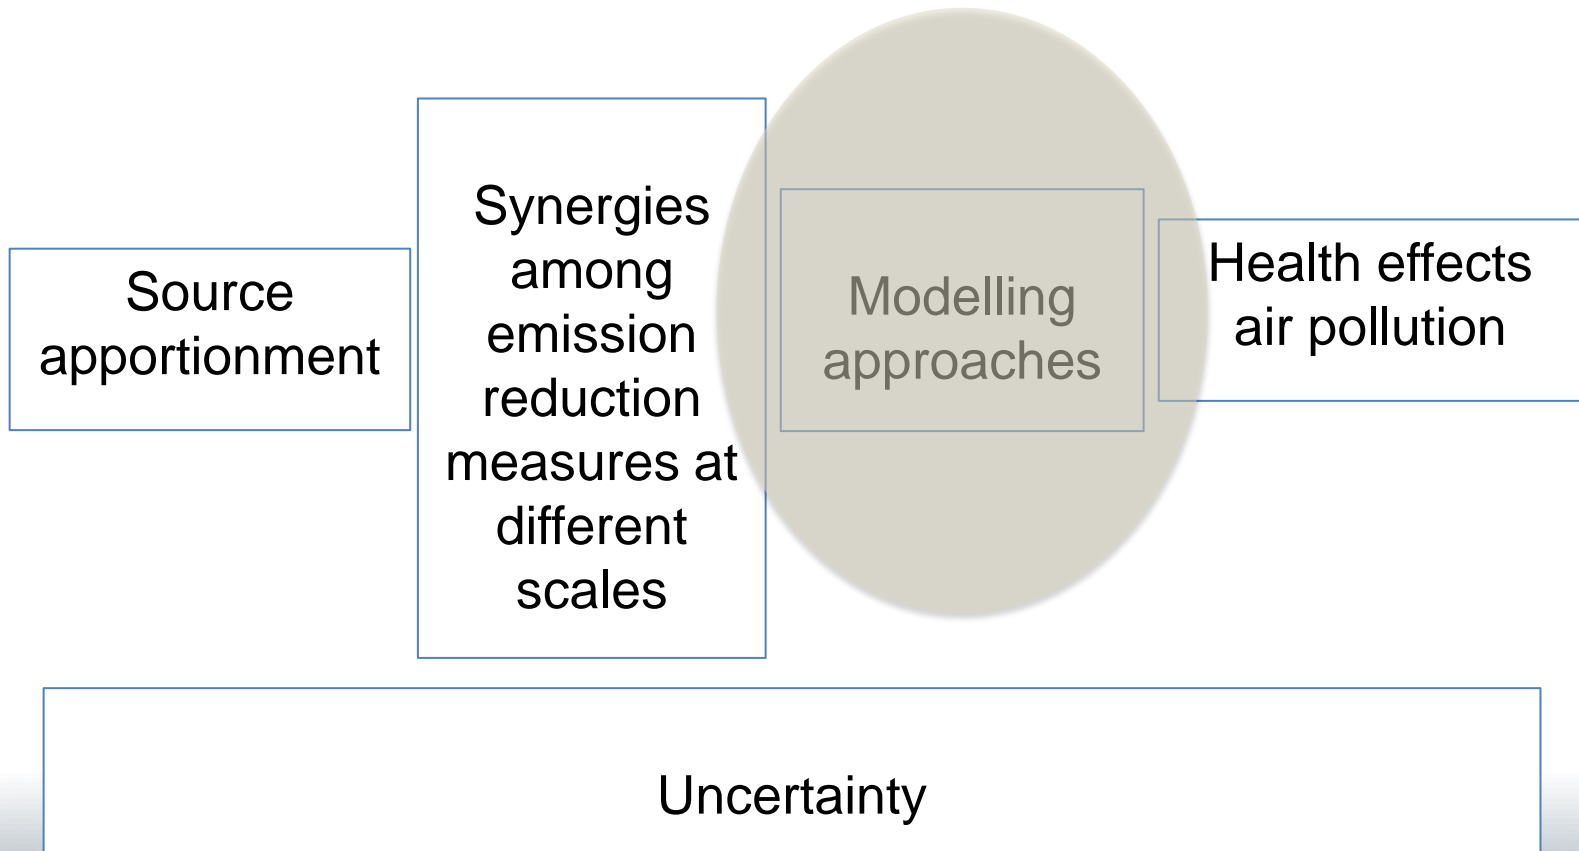 Source
apportionment
Synergies
among
emission
reduction
measures at
different
scales
Modelling
approaches
Health effects
air pollution
Uncertainty